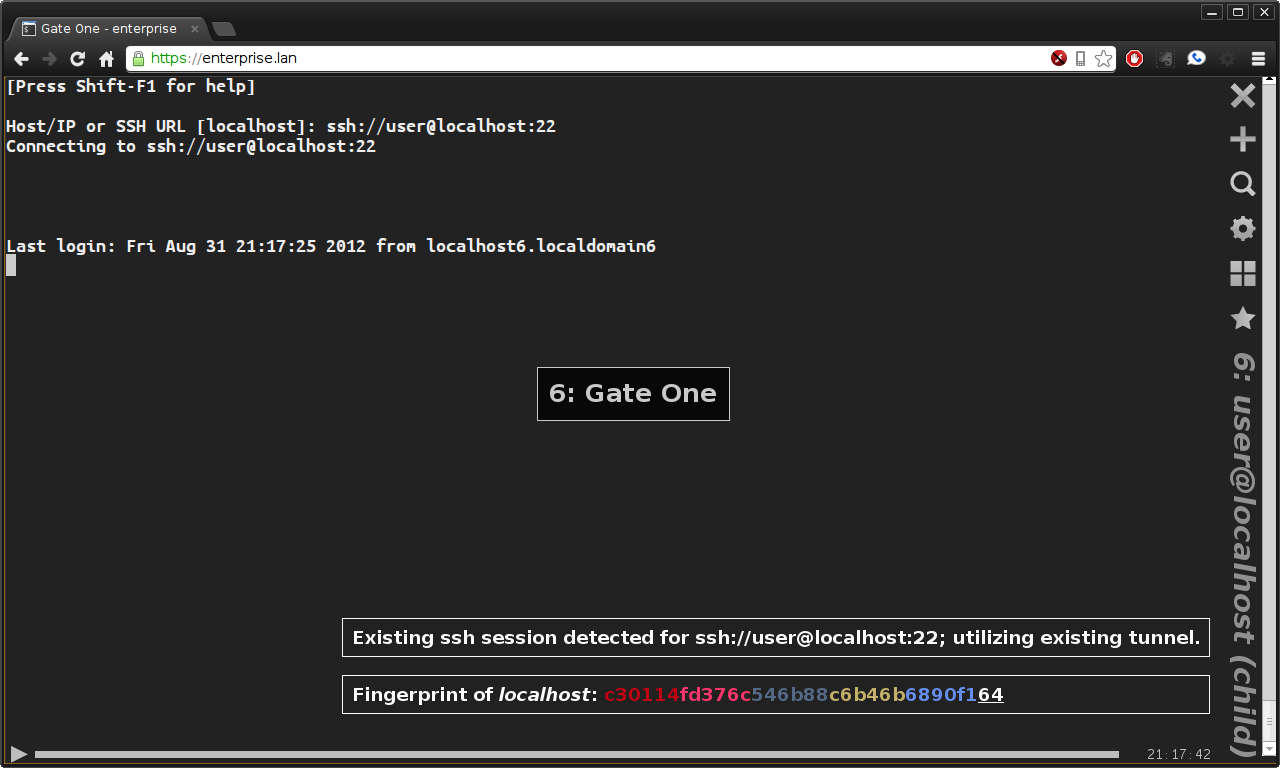 Gate One - enterprise
https://enterprise.lan
[Press Shift-F1 for help]
Host/IP or SSH URL [localhost]: ssh://user@localhost:22
Connecting to ssh://user@localhost:22
Last login: Fri Aug 31 21:17:25 2012 from localhost6.localdomain6
6: Gate One
6: user@localhost (child)
Existing ssh session detected for ssh://user@localhost:22; utilizing existing tunnel.
Fingerprint of localhost: c30114fd376c546b88c6b46b6890f164
21:17:42